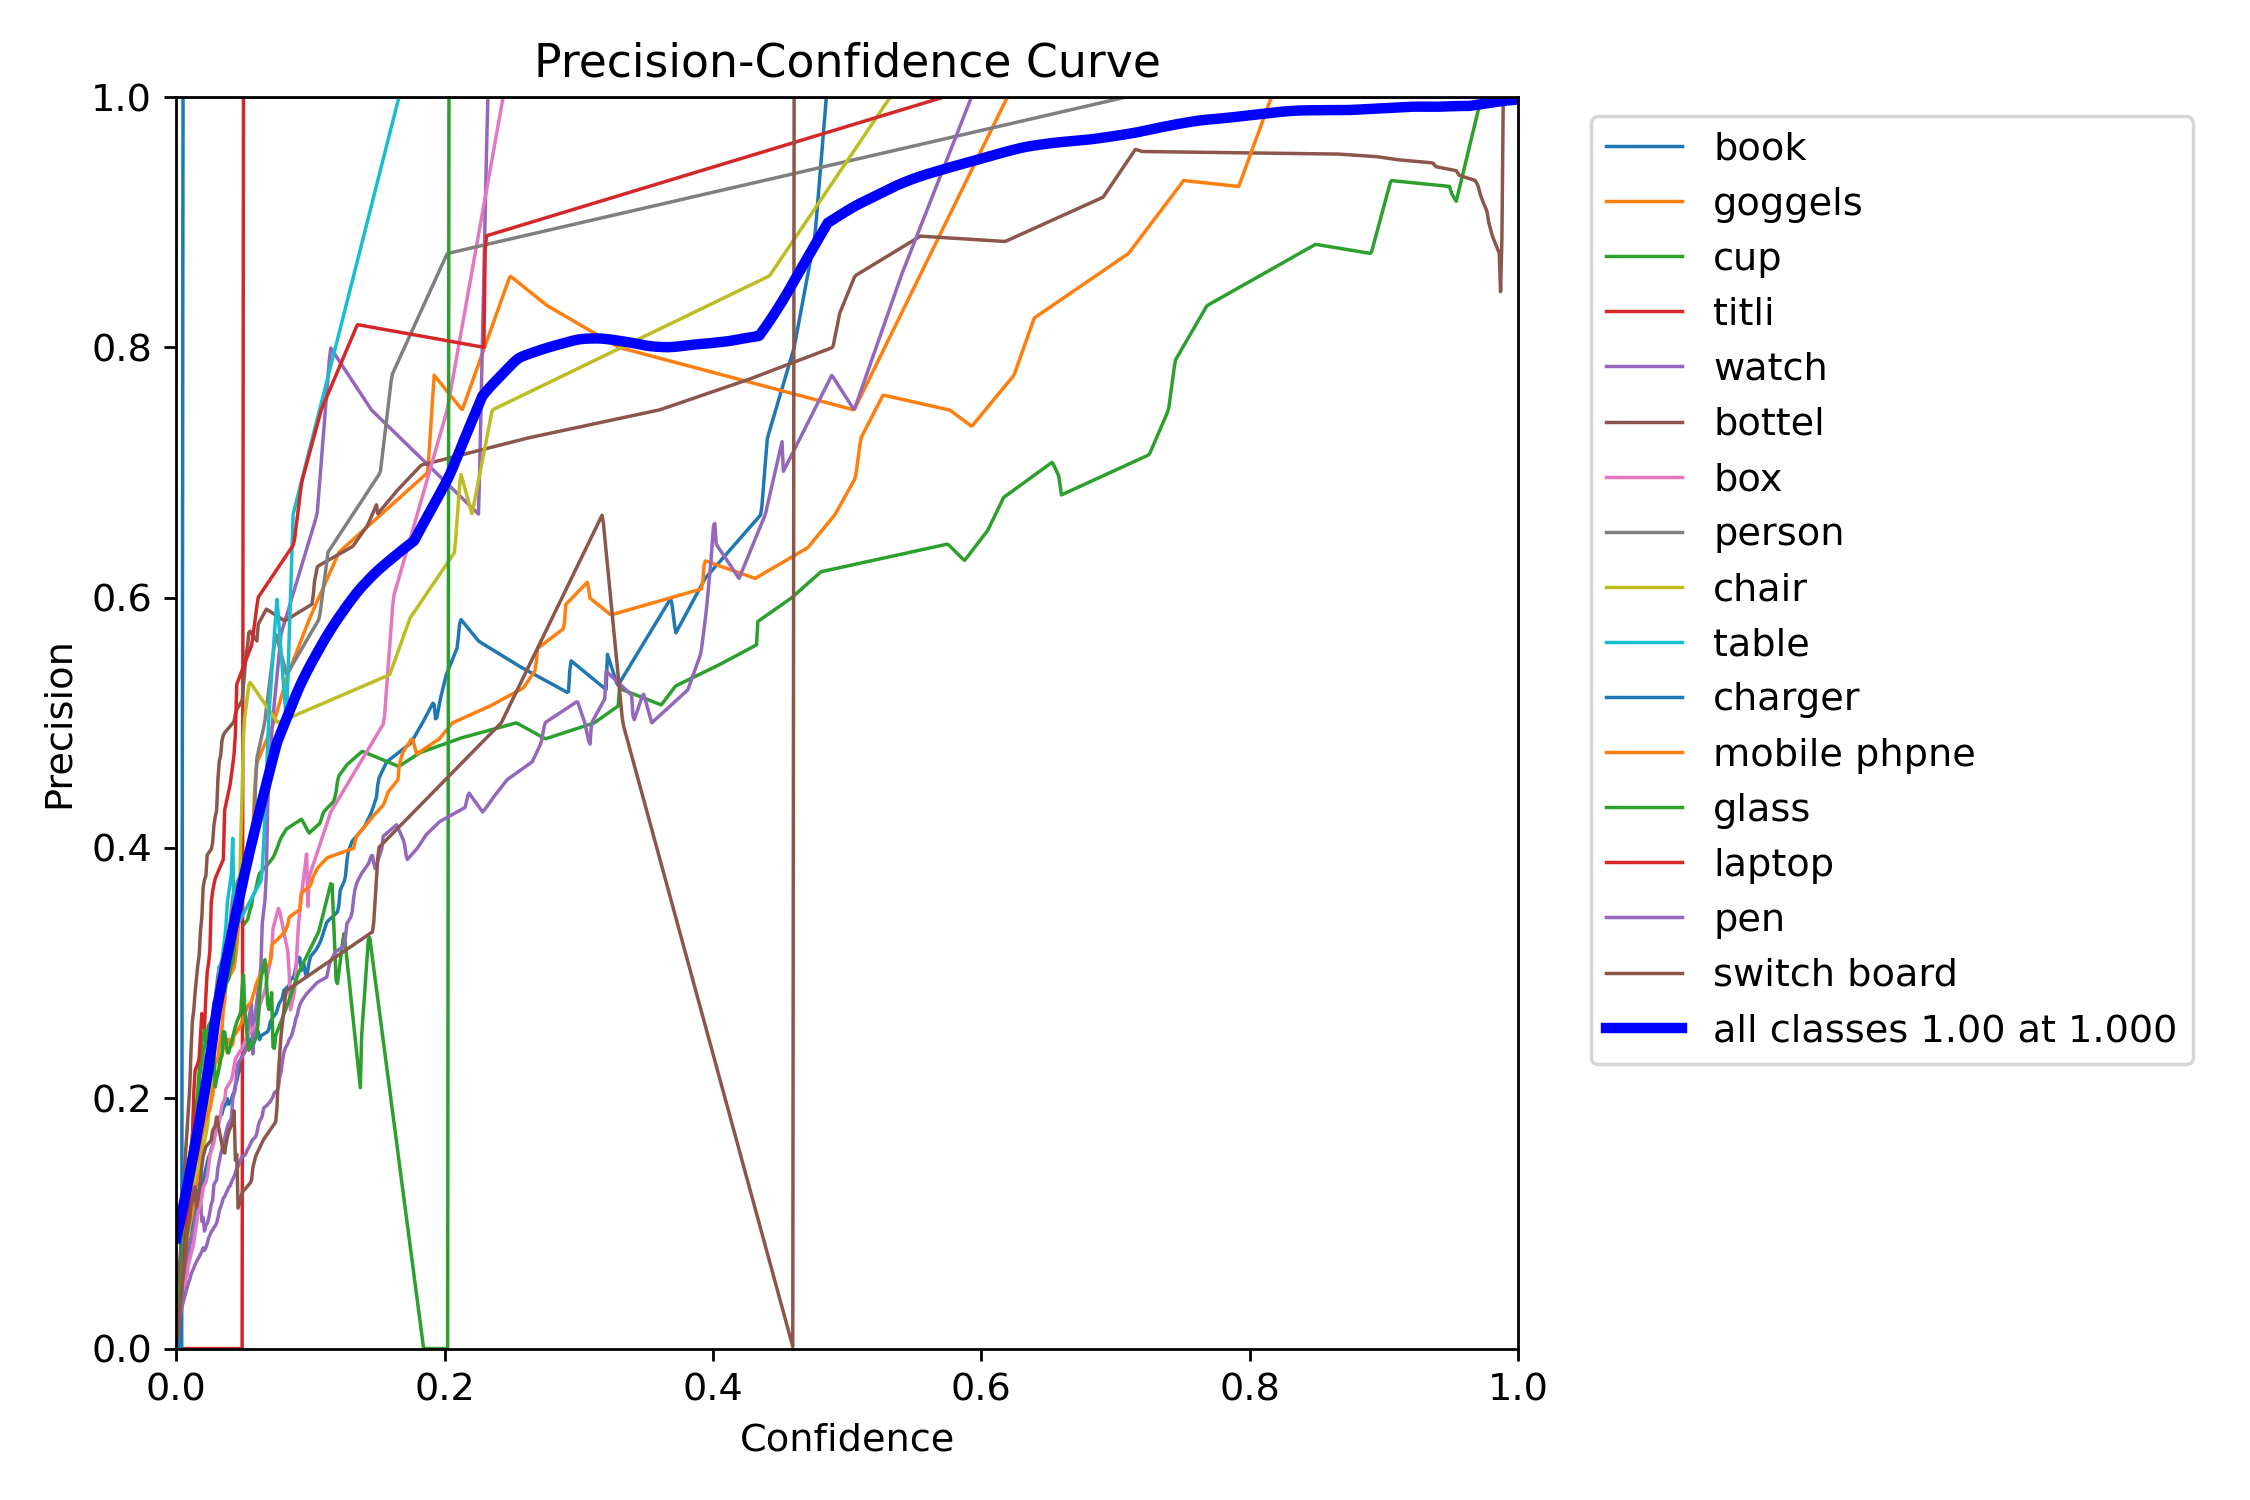 Precision-Confidence Curve
1.0
0.8
0.6
0.4
0.2
0.0
Precision
0.0 0.2 0.4 0.6 0.8 1.0
Confidence
book
goggels
cup
titli
watch
bottel
box
person
chair
table
charger
mobile phpne
glass
laptop
pen
switch board
all classes 1.00 at 1.000